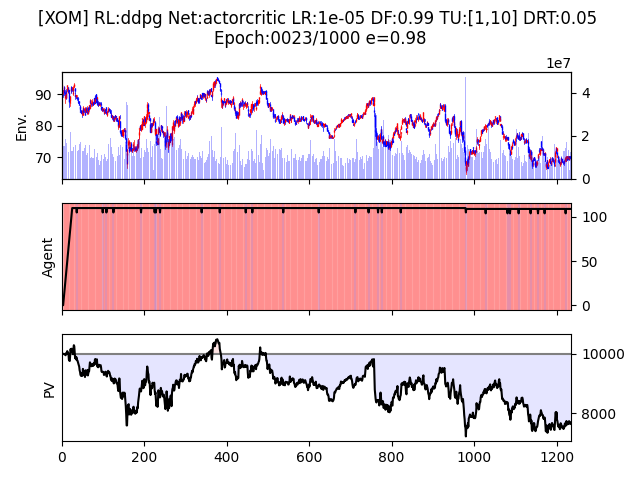 [XOM] RL:ddpg Net:actorcritic LR:1e-05 DF:0.99 TU:[1,10] DRT:0.05
Epoch:0023/1000 e=0.98
1e7
Env.
90
80
70
4
2
0
Agent
100
50
0
PV
10000
8000
0 200 400 600 800 1000 1200